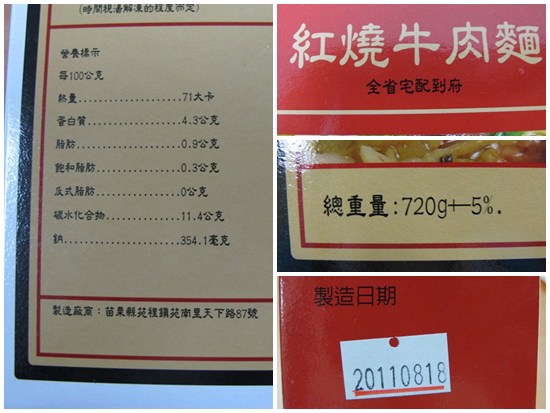 (時間視湯解凍的程度而定)
營養標示
每100公克
熱量......................71大卡
蛋白質..................4.3公克
脂肪......................0.9公克
飽和脂肪..............0.3公克
反式脂肪..............0公克
碳水化合物..........11.4公克
鈉..........................354.1毫克
製造廠商：苗栗縣苑裡鎮苑南里天下路87號
紅燒牛肉麵
全省宅配到府
總重量:720g+-5%.
製造日期
20110818